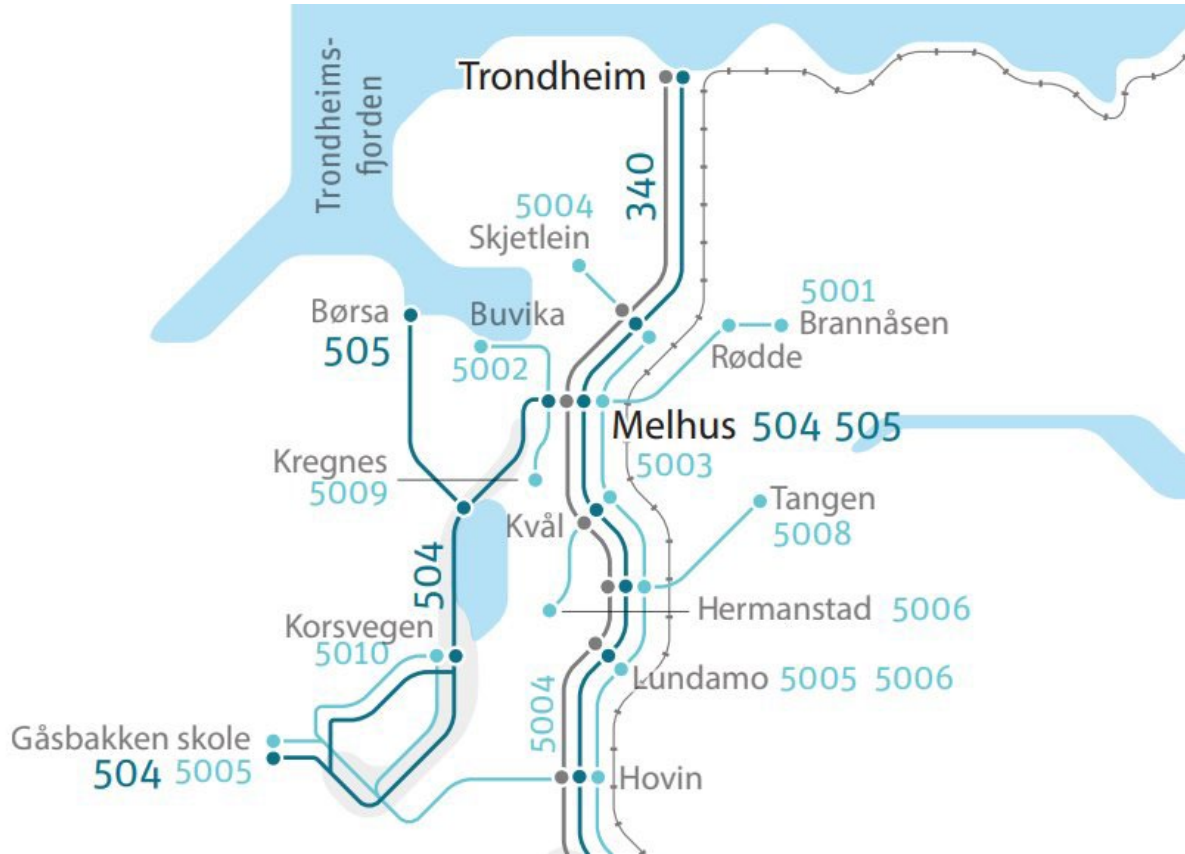 Trondheims-
fjorden
Trondheim
340
5004
Skjetlein
Børsa
505
Buvika
5002
5001
Brannåsen
Rødde
Melhus 504 505
5003
Kregnes
5009
Kvål
Tangen
5008
504
Hermanstad 5006
Korsvegen
5010
Lundamo 5005 5006
5004
Gåsbakken skole
504 5005
Hovin